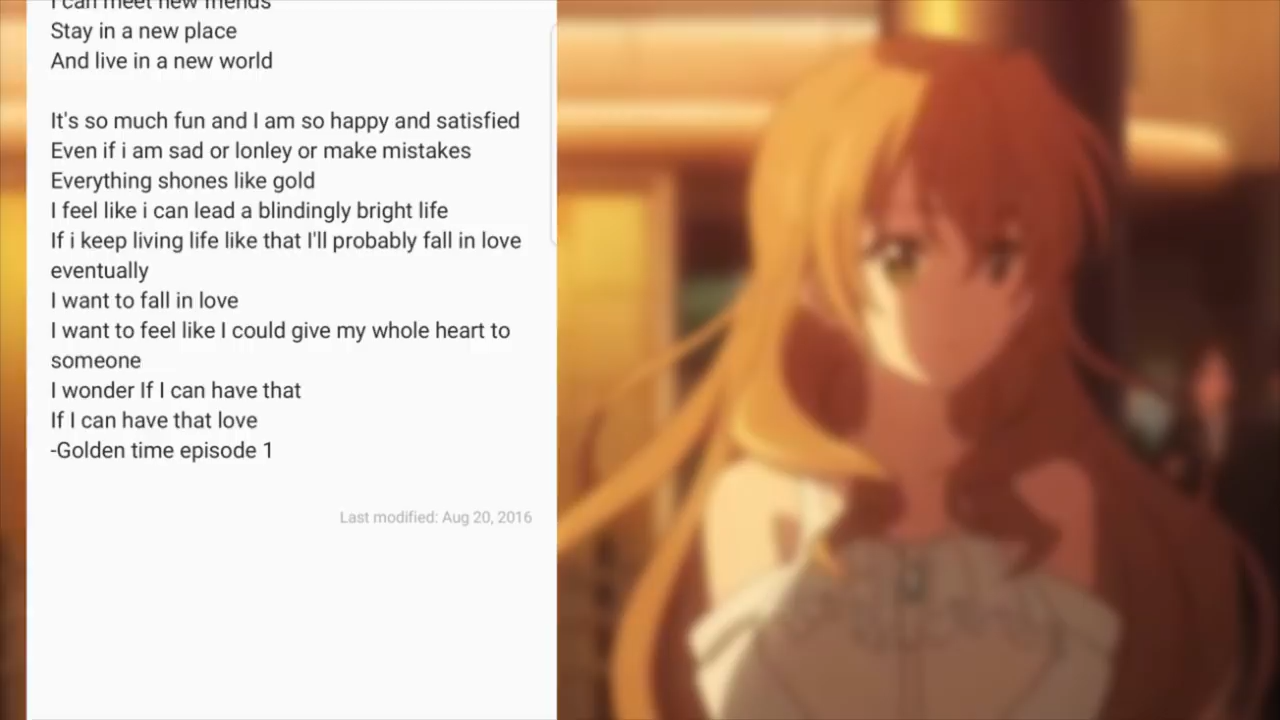 I can meet new friends
Stay in a new place
And live in a new world
It's so much fun and I am so happy and satisfied
Even if i am sad or lonley or make mistakes
Everything shones like gold
I feel like i can lead a blindingly bright life
If i keep living life like that I'll probably fall in love
eventually
I want to fall in love
I want to feel like I could give my whole heart to
someone
I wonder If I can have that
If I can have that love
-Golden time episode 1
Last modified: Aug 20, 2016